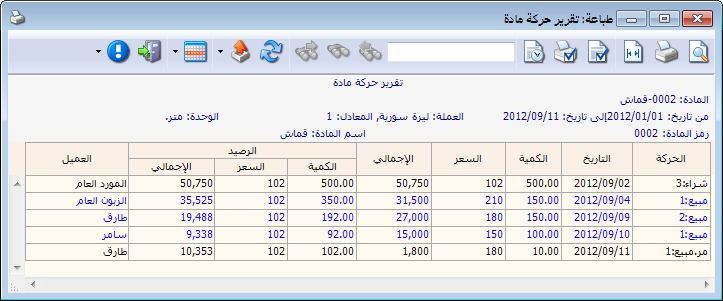 طباعة: تقرير حركة مادة
تقرير حركة مادة
المادة: 0002-قماش
من تاريخ: 2012/01/01إلى تاريخ: 2012/09/11 العملة: ليرة سورية, المعادل: 1 الوحدة: متر.
رمز المادة: 0002 اسم المادة: قماش
الحركة التاريخ الكمية السعر الإجمالي الرصيد العميل
الكمية السعر الإجمالي
شراء:3 2012/09/02 500.00 102 50,750 500.00 102 50,750 المورد العام
مبيع:1 2012/09/04 150.00 210 31,500 350.00 102 35,525 الزبون العام
مبيع:2 2012/09/09 150.00 180 27,000 192.00 102 19,488 طارق
مبيع:1 2012/09/10 100.00 150 15,000 92.00 102 9,338 سامر
مر.مبيع:1 2012/09/11 10.00 180 1,800 102.00 102 10,353 طارق